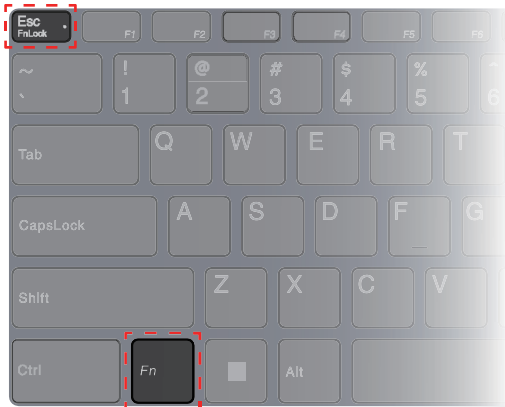 Esc
FnLock
F1 F2 F3 F4 F5 F6
~ ! @ # $ % ^
` 1 2 3 4 5 6
Tab Q W E R T
CapsLock A S D F G
Shift Z X C V
Ctrl Fn Alt